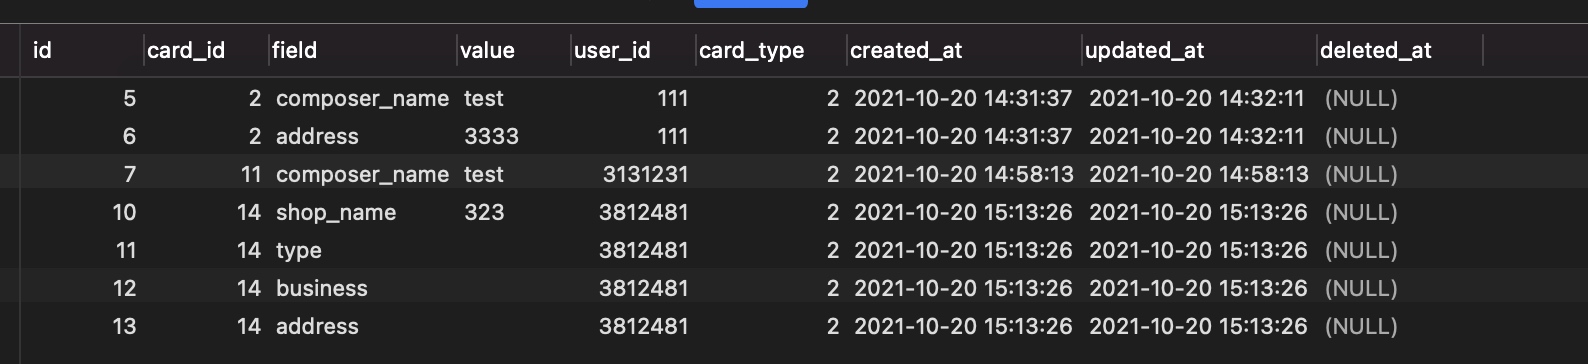 id card_id field value user_id card_type created_at updated_at deleted_at
5 2 composer_name test 111 2 2021-10-20 14:31:37 2021-10-20 14:32:11 (NULL)
6 2 address 3333 111 2 2021-10-20 14:31:37 2021-10-20 14:32:11 (NULL)
7 11 composer_name test 3131231 2 2021-10-20 14:58:13 2021-10-20 14:58:13 (NULL)
10 14 shop_name 323 3812481 2 2021-10-20 15:13:26 2021-10-20 15:13:26 (NULL)
11 14 type 3812481 2 2021-10-20 15:13:26 2021-10-20 15:13:26 (NULL)
12 14 business 3812481 2 2021-10-20 15:13:26 2021-10-20 15:13:26 (NULL)
13 14 address 3812481 2 2021-10-20 15:13:26 2021-10-20 15:13:26 (NULL)